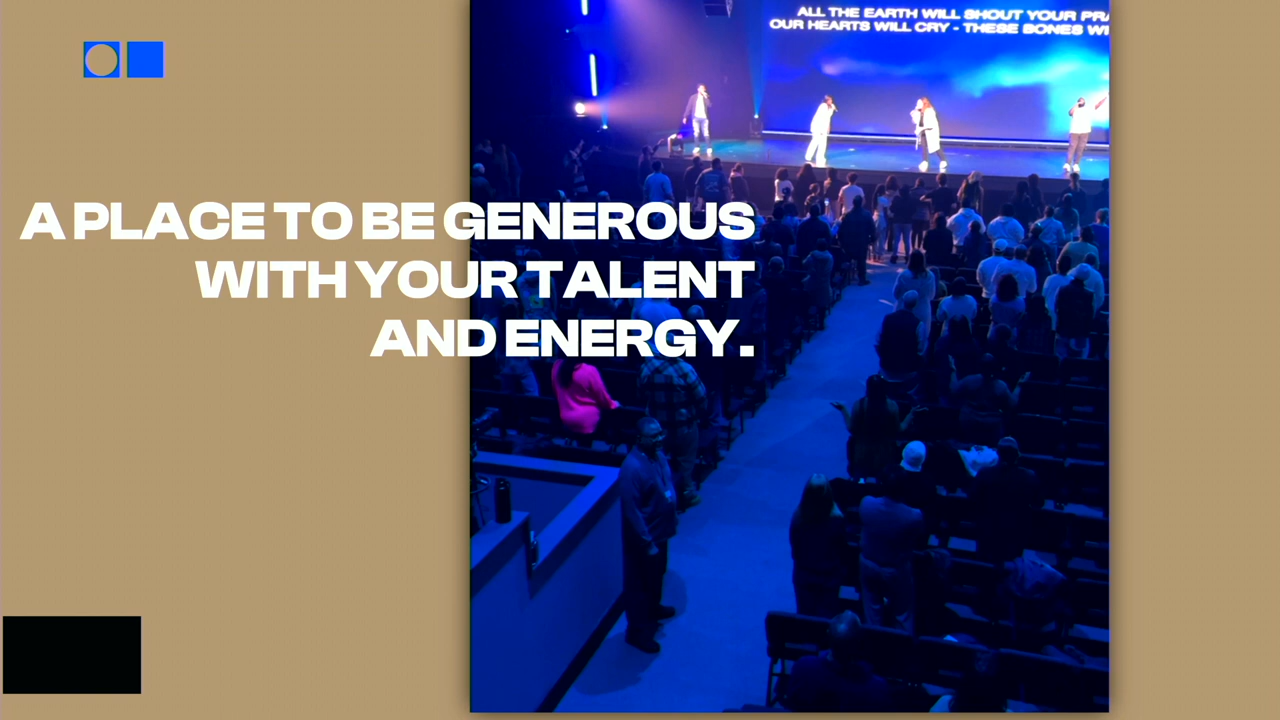 ALL THE EARTH WILL SHOUT YOUR
OUR HEARTS WILL CRY - THESE BONES
A PLACE TO BE GENEROUS
WITH YOUR TALENT
AND ENERGY.